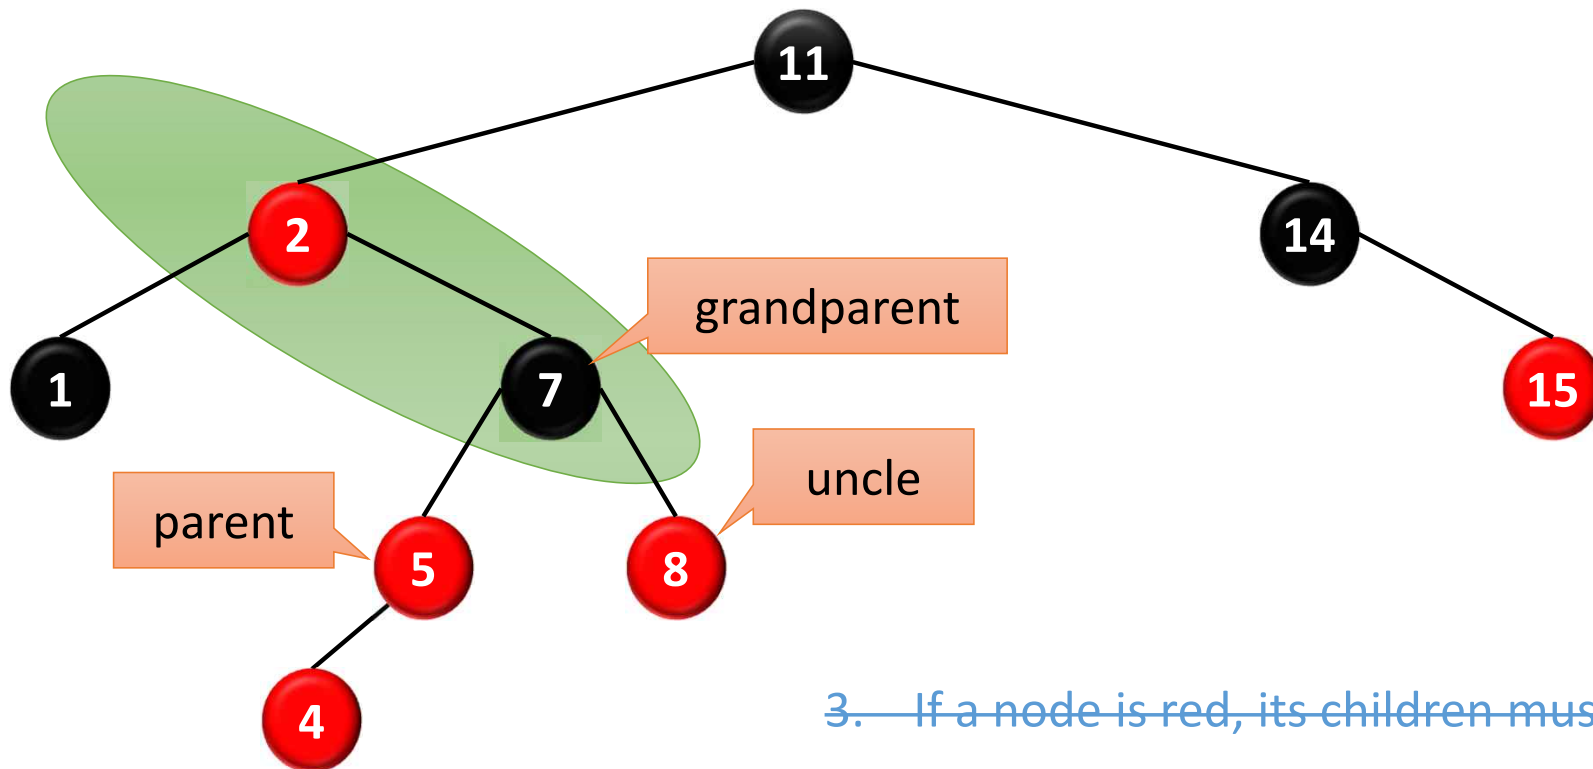 11
2
14
grandparent
1
7
15
uncle
parent
5
8
4
3. If a node is red, its children mus